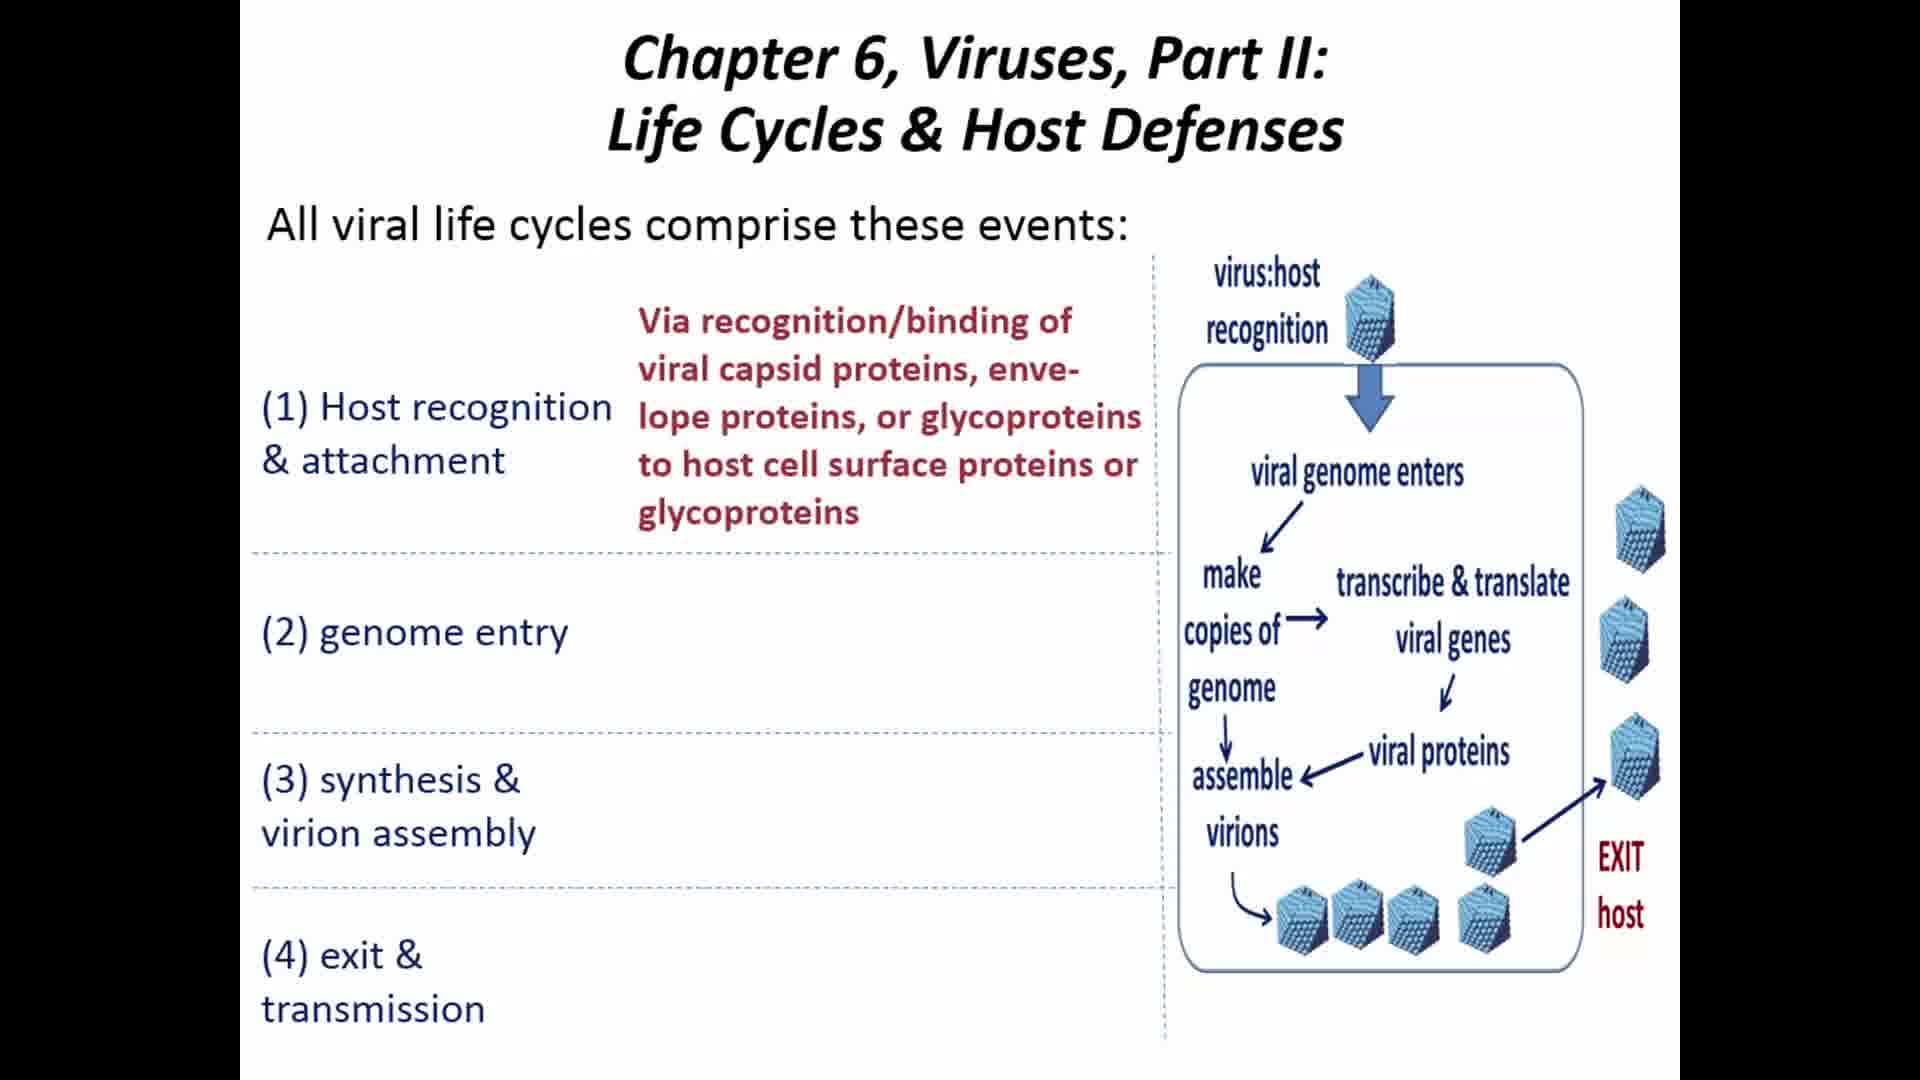 Chapter 6, Viruses, Part II:
Life Cycles & Host Defenses
All viral life cycles comprise these events:
(1) Host recognition
& attachment
Via recognition/binding of
viral capsid proteins, enve-
lope proteins, or glycoproteins
to host cell surface proteins or
glycoproteins
(2) genome entry
(3) synthesis &
virion assembly
(4) exit &
transmission
virus:host
recognition
viral genome enters
make
copies of
genome
transcribe & translate
viral genes
viral proteins
assemble
virions
EXIT
host